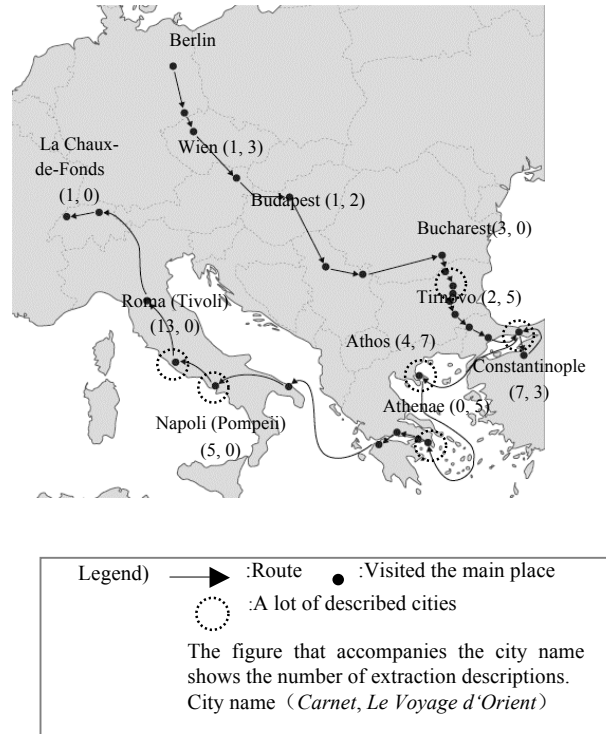 Berlin
La Chaux-
de-Fonds
(1, 0)
Wien (1, 3)
Budapest (1, 2)
Bucharest(3, 0)
Roma (Tivoli)
(13, 0)
Tirnovo (2, 5)
Athos (4, 7)
Constantinople
(7, 3)
Athenae (0, 5)
Napoli (Pompeii)
(5, 0)
Legend) :Route :Visited the main place
:A lot of described cities
The figure that accompanies the city name
shows the number of extraction descriptions.
City name（Carnet, Le Voyage d‘Orient）